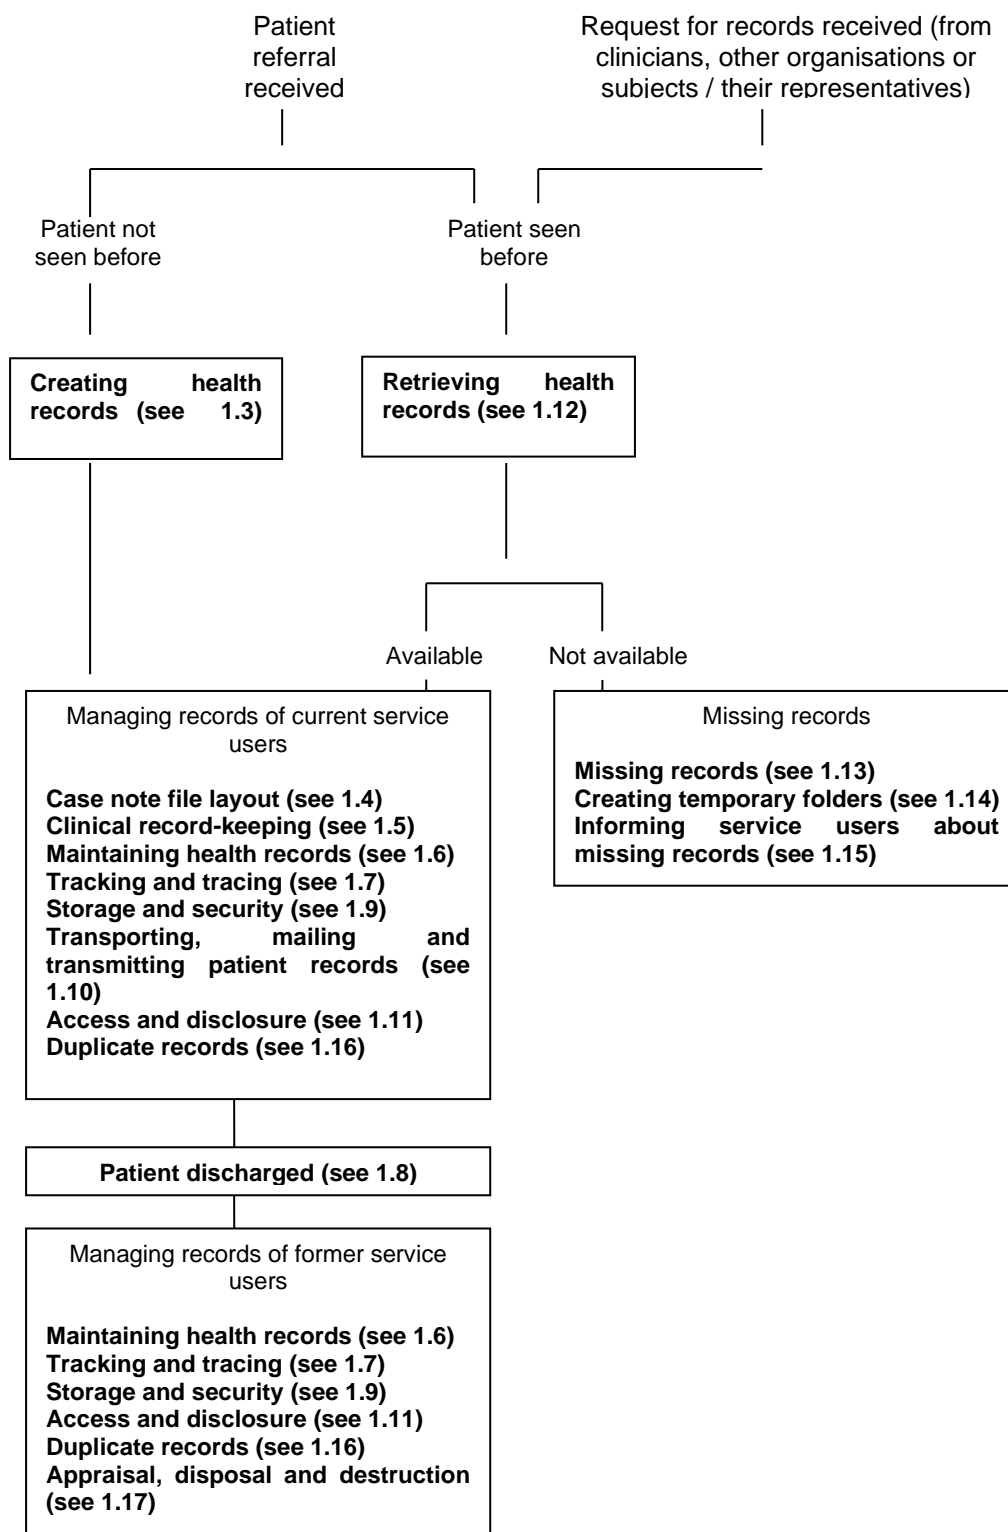 Patient
referral
received
Request for records received (from
clinicians, other organisations or
subjects / their representatives)
Patient not
seen before
Patient seen
before
Creating health
records (see 1.3)
Retrieving health
records (see 1.12)
Available
Not available
Managing records of current service
users
Case note file layout (see 1.4)
Clinical record-keeping (see 1.5)
Maintaining health records (see 1.6)
Tracking and tracing (see 1.7)
Storage and security (see 1.9)
Transporting, mailing and
transmitting patient records (see
1.10)
Access and disclosure (see 1.11)
Duplicate records (see 1.16)
Missing records
Missing records (see 1.13)
Creating temporary folders (see 1.14)
Informing service users about
missing records (see 1.15)
Patient discharged (see 1.8)
Managing records of former service
users
Maintaining health records (see 1.6)
Tracking and tracing (see 1.7)
Storage and security (see 1.9)
Access and disclosure (see 1.11)
Duplicate records (see 1.16)
Appraisal, disposal and destruction
(see 1.17)